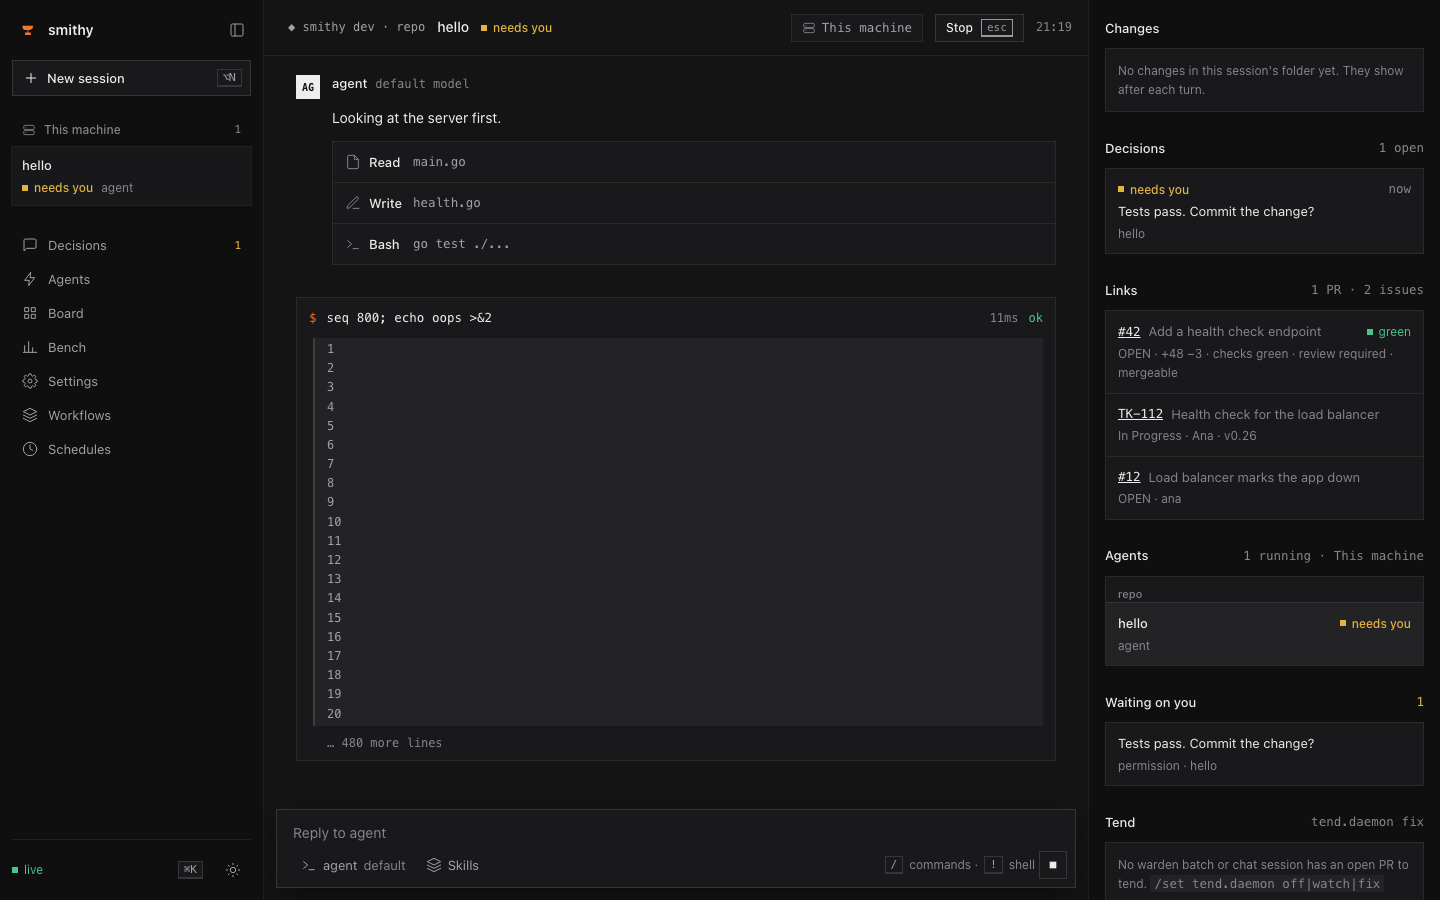 smithy
New session
⌥N
This machine 1
hello
needs you agent
Decisions 1
Agents
Board
Bench
Settings
Workflows
Schedules
live
⌘K
◆ smithy dev · repo hello needs you
This machine
Stop esc
21:19
AG
agent default model
Looking at the server first.
Read main.go
Write health.go
Bash go test ./...
$ seq 800; echo oops >&2 11ms ok
1
2
3
4
5
6
7
8
9
10
11
12
13
14
15
16
17
18
19
20
… 480 more lines
Reply to agent
agent default Skills
/ commands · ! shell
Changes
No changes in this session's folder yet. They show
after each turn.
Decisions 1 open
needs you now
Tests pass. Commit the change?
hello
Links 1 PR · 2 issues
#42 Add a health check endpoint green
OPEN · +48 −3 · checks green · review required ·
mergeable
TK-112 Health check for the load balancer
In Progress · Ana · v0.26
#12 Load balancer marks the app down
OPEN · ana
Agents 1 running · This machine
repo
hello needs you
agent
Waiting on you 1
Tests pass. Commit the change?
permission · hello
Tend tend.daemon fix
No warden batch or chat session has an open PR to
tend. /set tend.daemon off|watch|fix